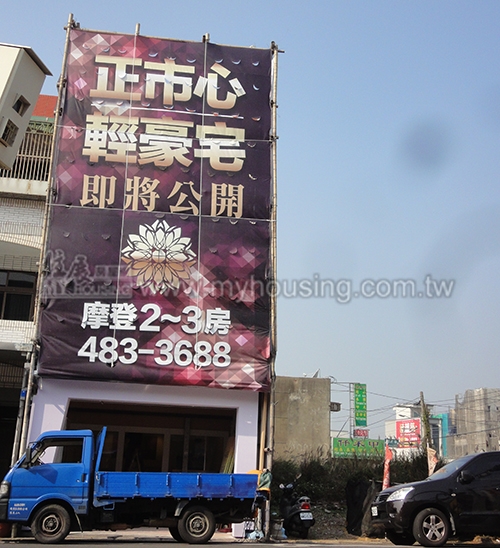 正市心
輕豪宅
即將公開
摩登2~3房
483-3688
www.myhousing.com.tw